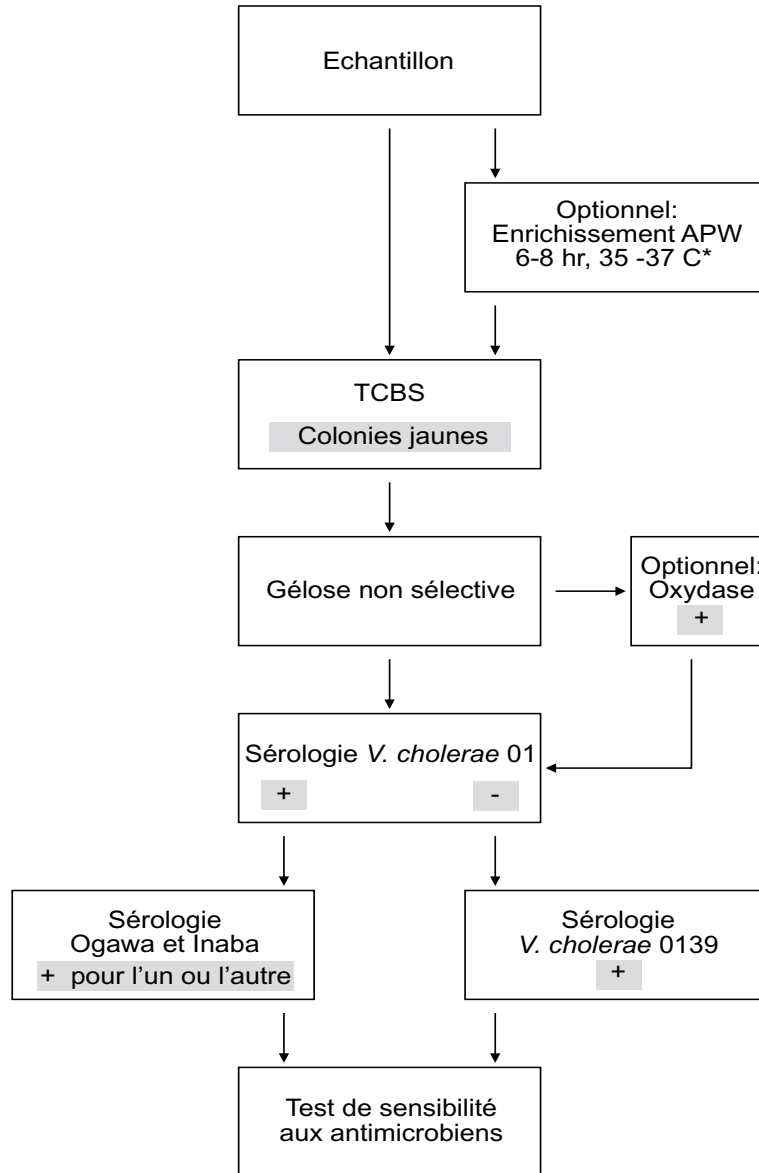 Echantillon
Optionnel:
Enrichissement APW
6-8 hr, 35 -37 C*
TCBS
Colonies jaunes
Gélose non sélective
Optionnel:
Oxydase
+
Sérologie V. cholerae 01
+ -
Sérologie
Ogawa et Inaba
+ pour l'un ou l'autre
Sérologie
V. cholerae 0139
+
Test de sensibilité
aux antimicrobiens